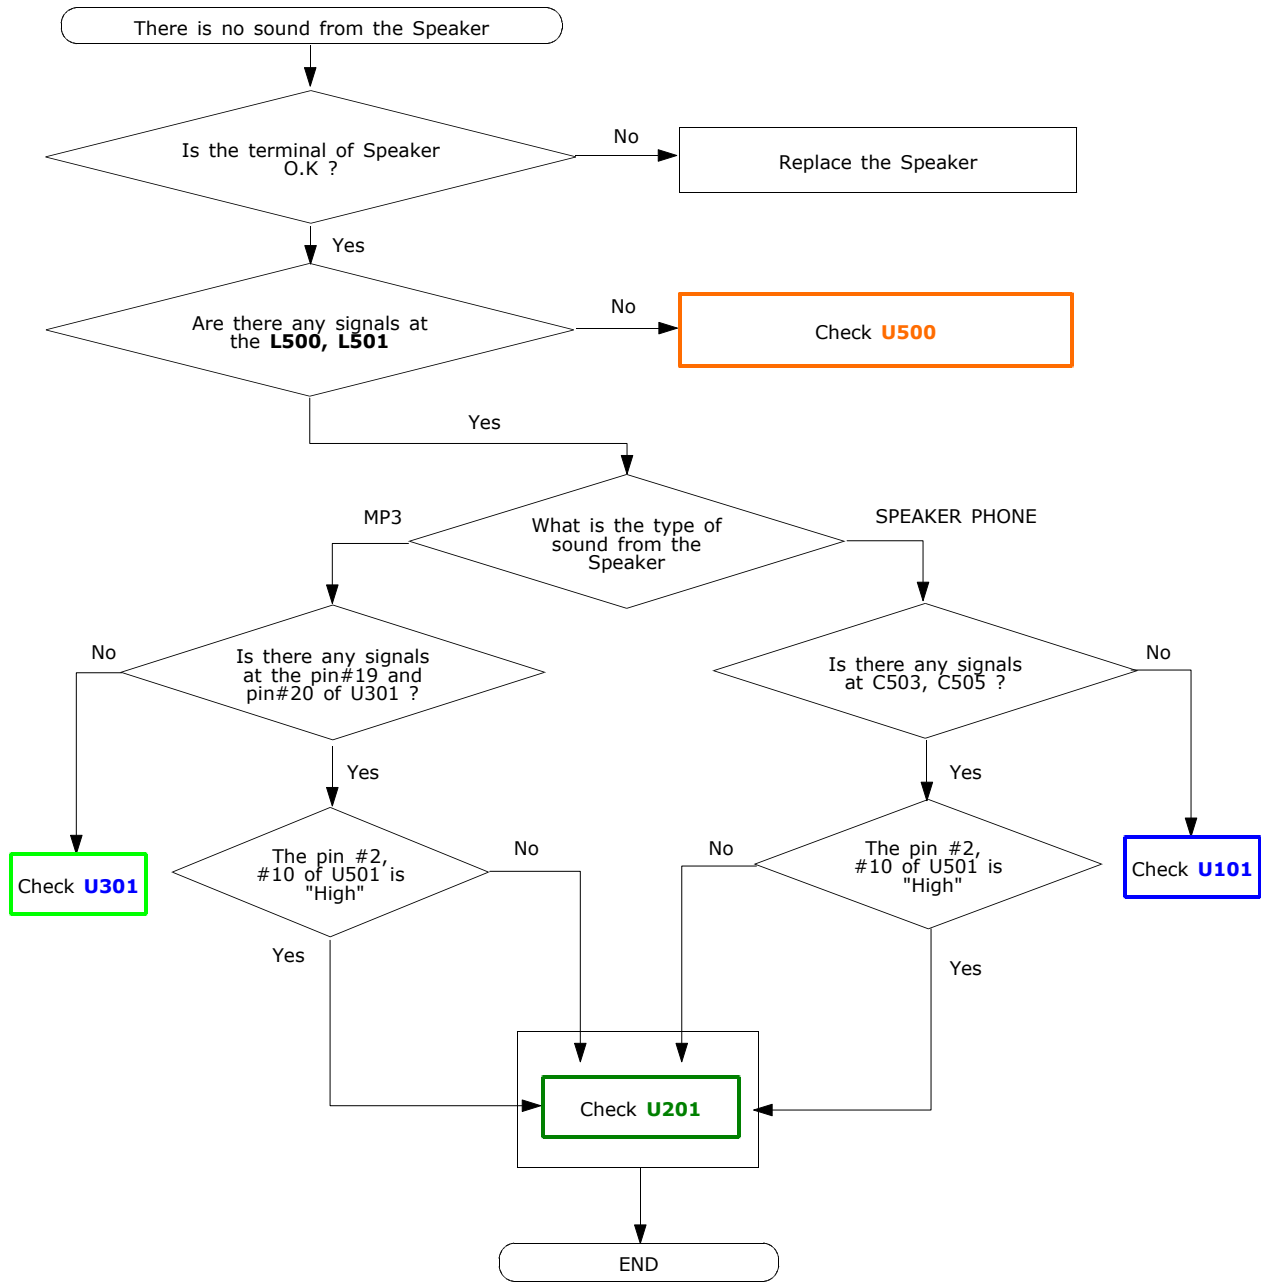 There is no sound from the Speaker
Is the terminal of Speaker
O.K ?
No
Replace the Speaker
Yes
Are there any signals at
the L500, L501
No
Check U500
Yes
What is the type of
sound from the
Speaker
MP3
SPEAKER PHONE
No
Is there any signals
at the pin#19 and
pin#20 of U301 ?
Is there any signals
at C503, C505 ?
No
Yes
Yes
Check U301
The pin #2,
#10 of U501 is
"High"
No
No
The pin #2,
#10 of U501 is
"High"
Check U101
Yes
Yes
Check U201
END